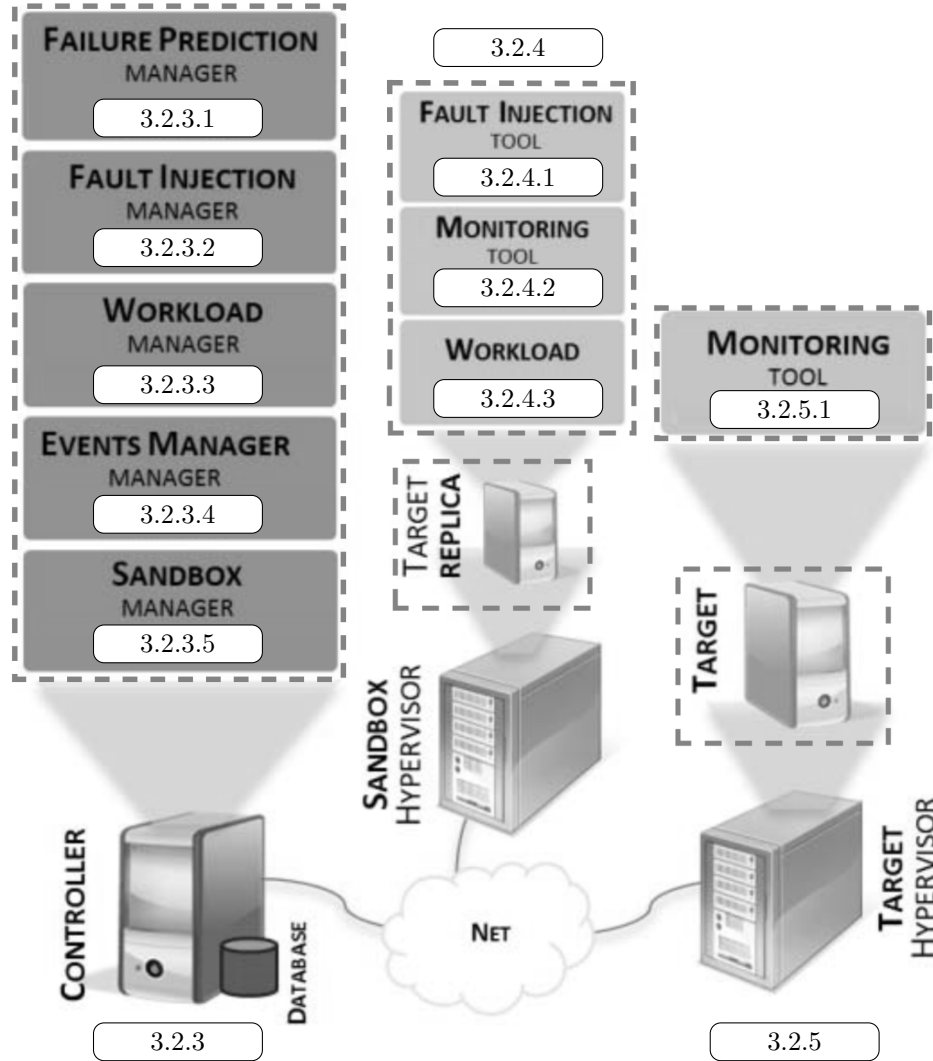 FAILURE PREDICTION
MANAGER
3.2.3.1
FAULT INJECTION
MANAGER
3.2.3.2
WORKLOAD
MANAGER
3.2.3.3
EVENTS MANAGER
MANAGER
3.2.3.4
SANDBOX
MANAGER
3.2.3.5
CONTROLLER
DATABASE
3.2.3
3.2.4
FAULT INJECTION
TOOL
3.2.4.1
MONITORING
TOOL
3.2.4.2
WORKLOAD
3.2.4.3
TARGET
REPLICA
SANDBOX
HYPERVISOR
NET
MONITORING
TOOL
3.2.5.1
TARGET
TARGET
HYPERVISOR
3.2.5